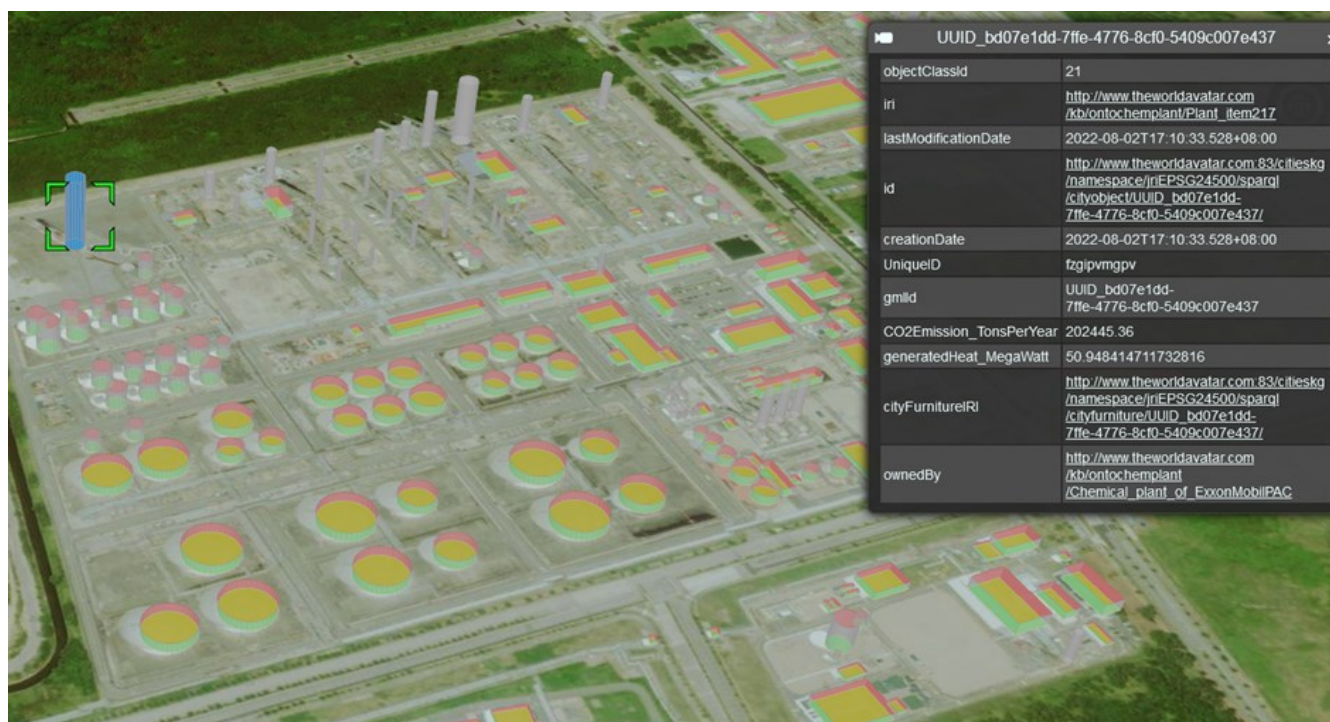 UUID_bd07e1dd-7ffe-4776-8cf0-5409c007e437
objectClassId 21
iri http://www.theworldavatar.com
/kb/ontochemplant/Plant_item217
lastModificationDate 2022-08-02T17:10:33.528+08:00
id http://www.theworldavatar.com:83/citieskg
/namespace/jriEPSG24500/sparql
/cityobject/UUID_bd07e1dd-
7ffe-4776-8cf0-5409c007e437/
creationDate 2022-08-02T17:10:33.528+08:00
UniqueID fzgipvmgpv
gmlId UUID_bd07e1dd-
7ffe-4776-8cf0-5409c007e437
CO2Emission_TonsPerYear 202445.36
generatedHeat_MegaWatt 50.948414711732816
cityFurnitureIRI http://www.theworldavatar.com:83/citieskg
/namespace/jriEPSG24500/sparql
/cityfurniture/UUID_bd07e1dd-
7ffe-4776-8cf0-5409c007e437/
ownedBy http://www.theworldavatar.com
/kb/ontochemplant
/Chemical_plant_of_ExxonMobilPAC